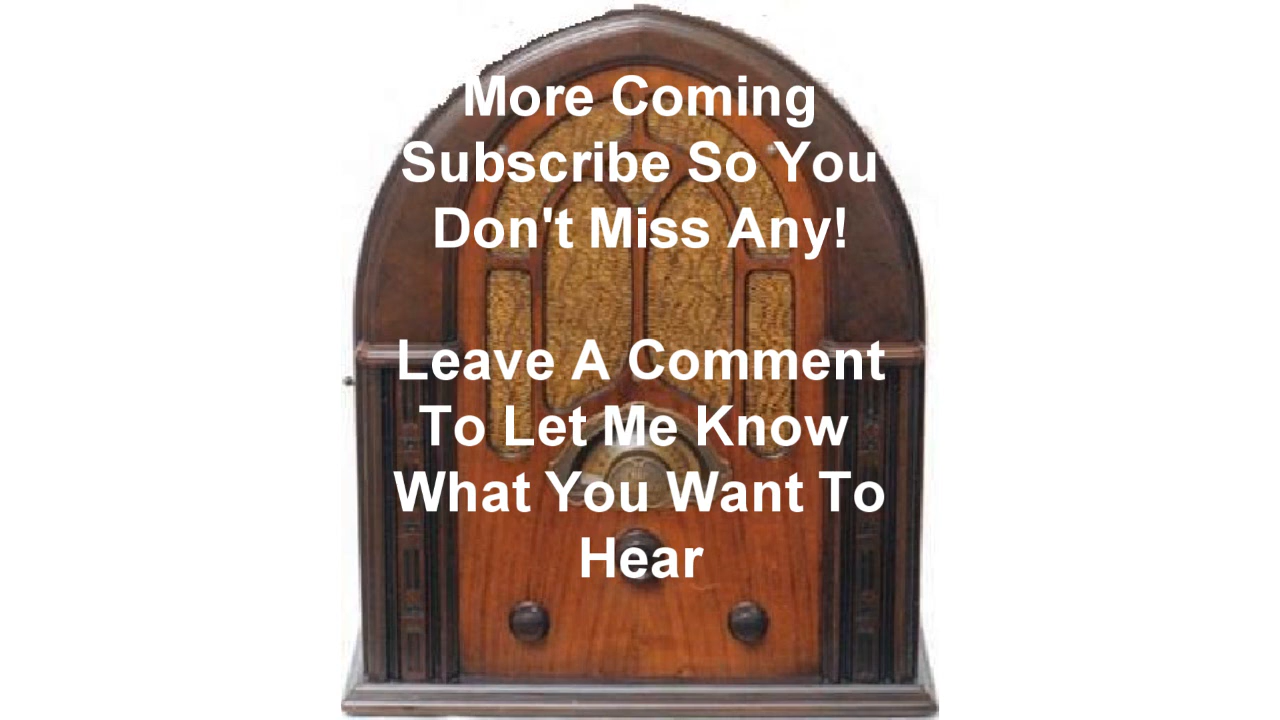 More Coming
Subscribe So You
Don't Miss Any!
Leave A Comment
To Let Me Know
What You Want To
Hear